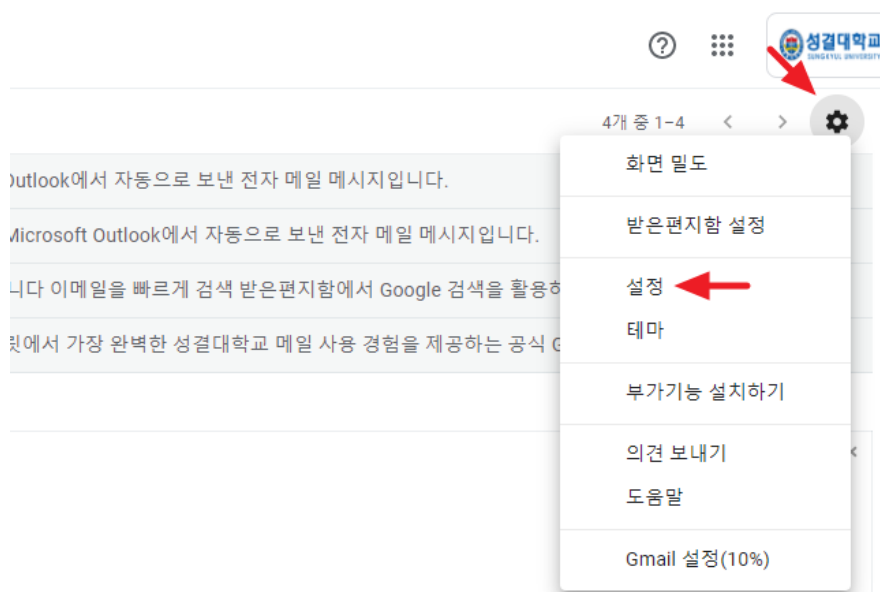 성결대학교
SUNGKYUL UNIVERSITY
4개 중 1–4
Outlook에서 자동으로 보낸 전자 메일 메시지입니다.
Microsoft Outlook에서 자동으로 보낸 전자 메일 메시지입니다.
니다 이메일을 빠르게 검색 받은편지함에서 Google 검색을 활용하
릿에서 가장 완벽한 성결대학교 메일 사용 경험을 제공하는 공식 G
화면 밀도
받은편지함 설정
설정
테마
부가기능 설치하기
의견 보내기
도움말
Gmail 설정(10%)